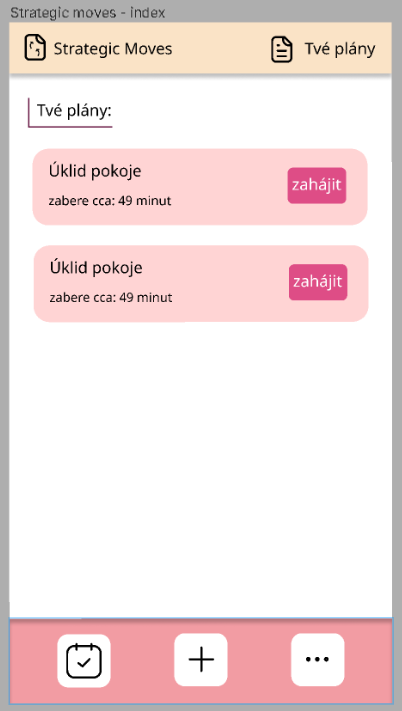 Strategic moves - index
Strategic Moves
Tvé plány
Tvé plány:
Úklid pokoje
zabere cca: 49 minut
zahájit
Úklid pokoje
zabere cca: 49 minut
zahájit